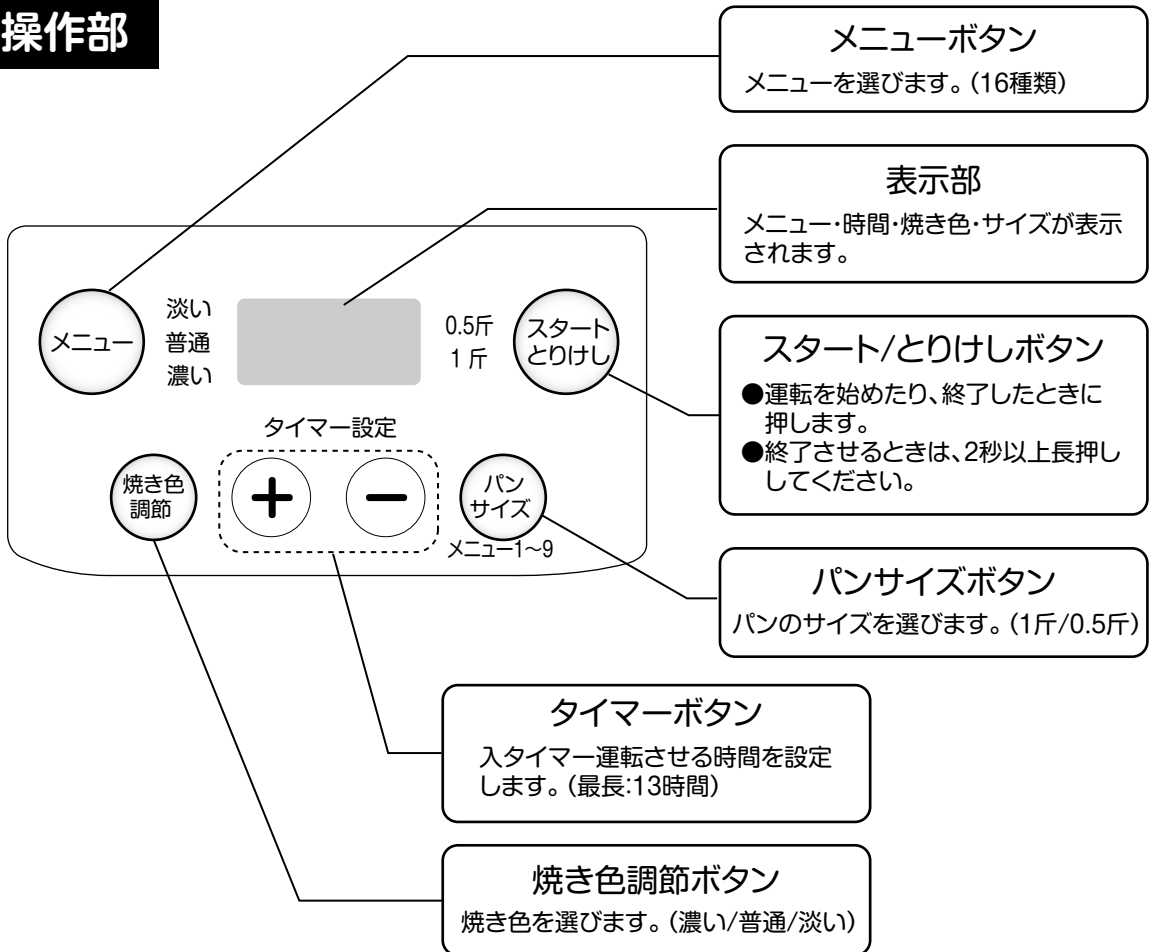 操作部
メニューボタン
メニューを選びます。(16種類)
表示部
メニュー・時間・焼き色・サイズが表示
されます。
スタート/とりけしボタン
●運転を始めたり、終了したときに
押します。
●終了させるときは、2秒以上長押し
してください。
パンサイズボタン
パンのサイズを選びます。(1斤/0.5斤)
タイマーボタン
入タイマー運転させる時間を設定
します。(最長:13時間)
焼き色調節ボタン
焼き色を選びます。(濃い/普通/淡い)
メニュー
淡い
普通
濃い
0.5斤
1斤
スタート
とりけし
タイマー設定
焼き色
調節
＋
－
パン
サイズ
メニュー1～9